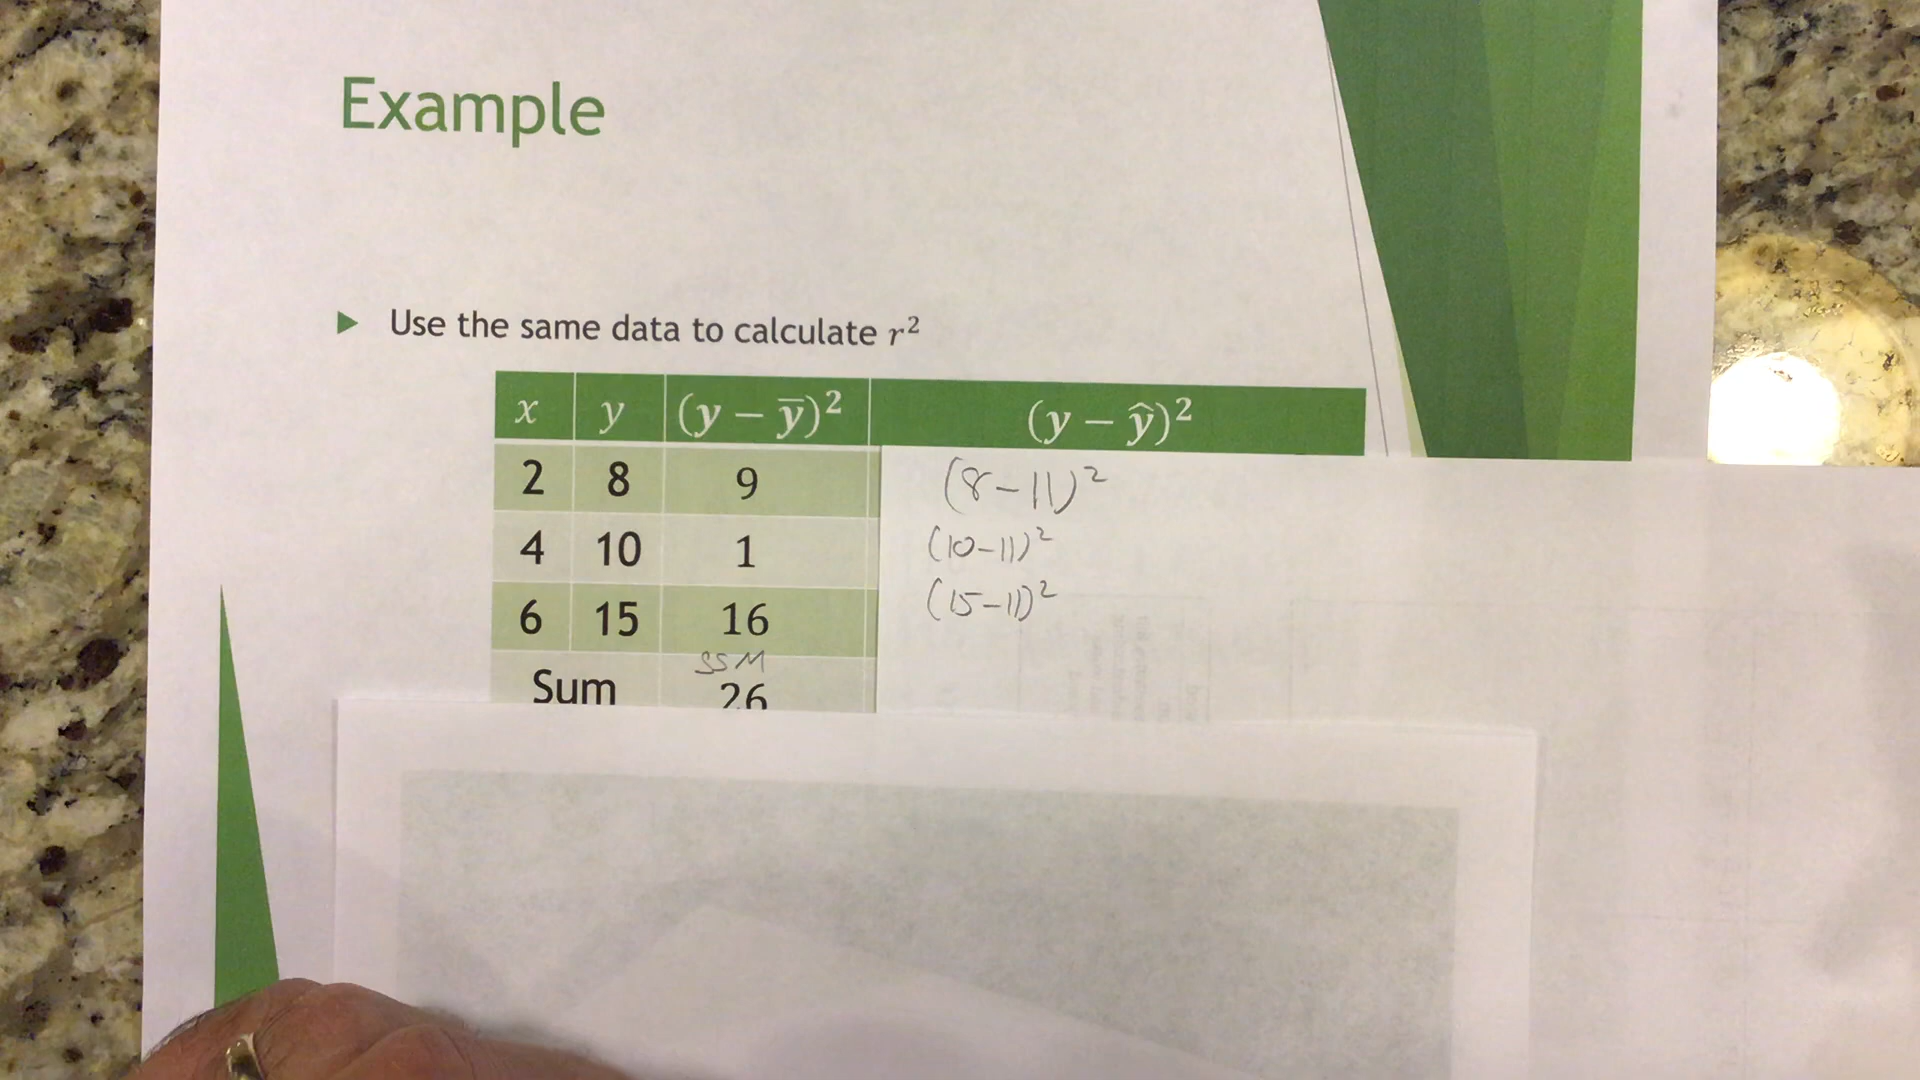 Example
Use the same data to calculate r²
x y (y − ȳ)² (y − ŷ)²
2 8 9 (8-11)²
4 10 1 (10-11)²
6 15 16 (15-11)²
SSM
Sum 26